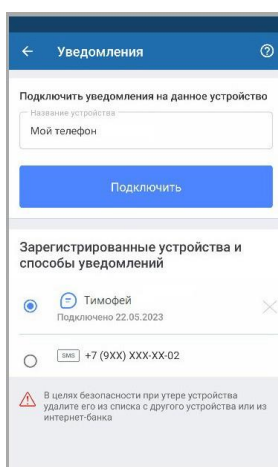 Уведомления
Подключить уведомления на данное устройство
Название устройства
Мой телефон
Подключить
Зарегистрированные устройства и
способы уведомлений
Тимофей
Подключено 22.05.2023
SMS +7 (9XX) XXX-XX-02
В целях безопасности при утере устройства
удалите его из списка с другого устройства или из
интернет-банка